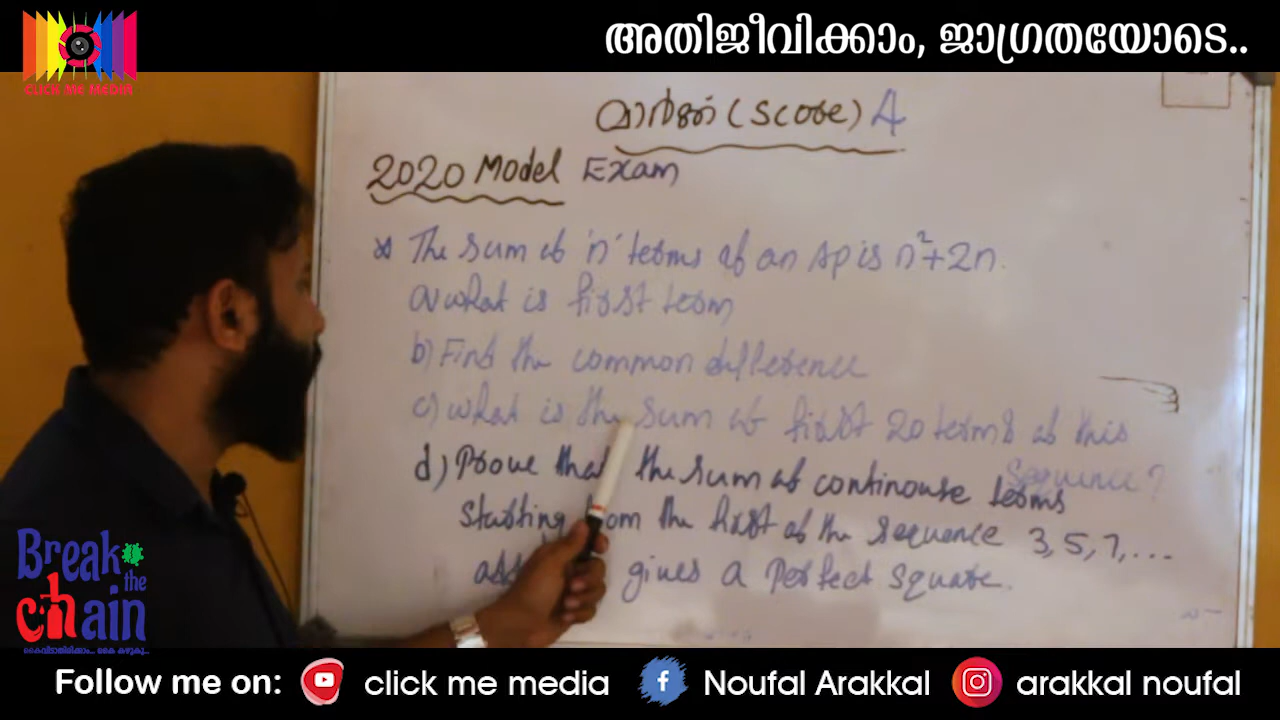 അതിജീവിക്കാം, ജാഗ്രതയോടെ..
CLICK ME MEDIA
മാർക്ക് (score) A
2020 Model Exam
The sum of 'n' terms of an AP is n²+2n.
a) what is first term
b) Find the common difference
c) what is the sum of first 20 terms of this
sequence?
d) Prove that the sum of continouse terms
starting from the first of the sequence 3, 5, 7, ...
gives a perfect square.
Break
the
chain
Follow me on: click me media Noufal Arakkal arakkal noufal